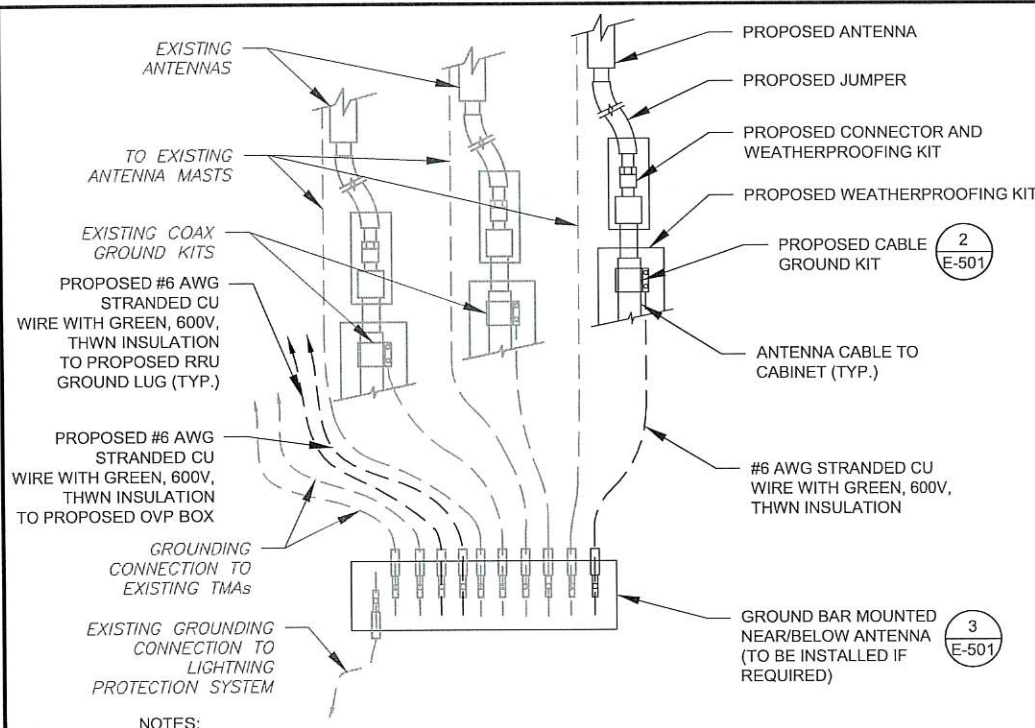 EXISTING
ANTENNAS
TO EXISTING
ANTENNA MASTS
EXISTING COAX
GROUND KITS
PROPOSED #6 AWG
STRANDED CU
WIRE WITH GREEN, 600V,
THWN INSULATION
TO PROPOSED RRU
GROUND LUG (TYP.)
PROPOSED #6 AWG
STRANDED CU
WIRE WITH GREEN, 600V,
THWN INSULATION
TO PROPOSED OVP BOX
GROUNDING
CONNECTION TO
EXISTING TMAs
EXISTING GROUNDING
CONNECTION TO
LIGHTNING
PROTECTION SYSTEM
NOTES:
PROPOSED ANTENNA
PROPOSED JUMPER
PROPOSED CONNECTOR AND
WEATHERPROOFING KIT
PROPOSED WEATHERPROOFING KIT
PROPOSED CABLE
GROUND KIT
2
E-501
ANTENNA CABLE TO
CABINET (TYP.)
#6 AWG STRANDED CU
WIRE WITH GREEN, 600V,
THWN INSULATION
GROUND BAR MOUNTED
NEAR/BELOW ANTENNA
(TO BE INSTALLED IF
REQUIRED)
3
E-501